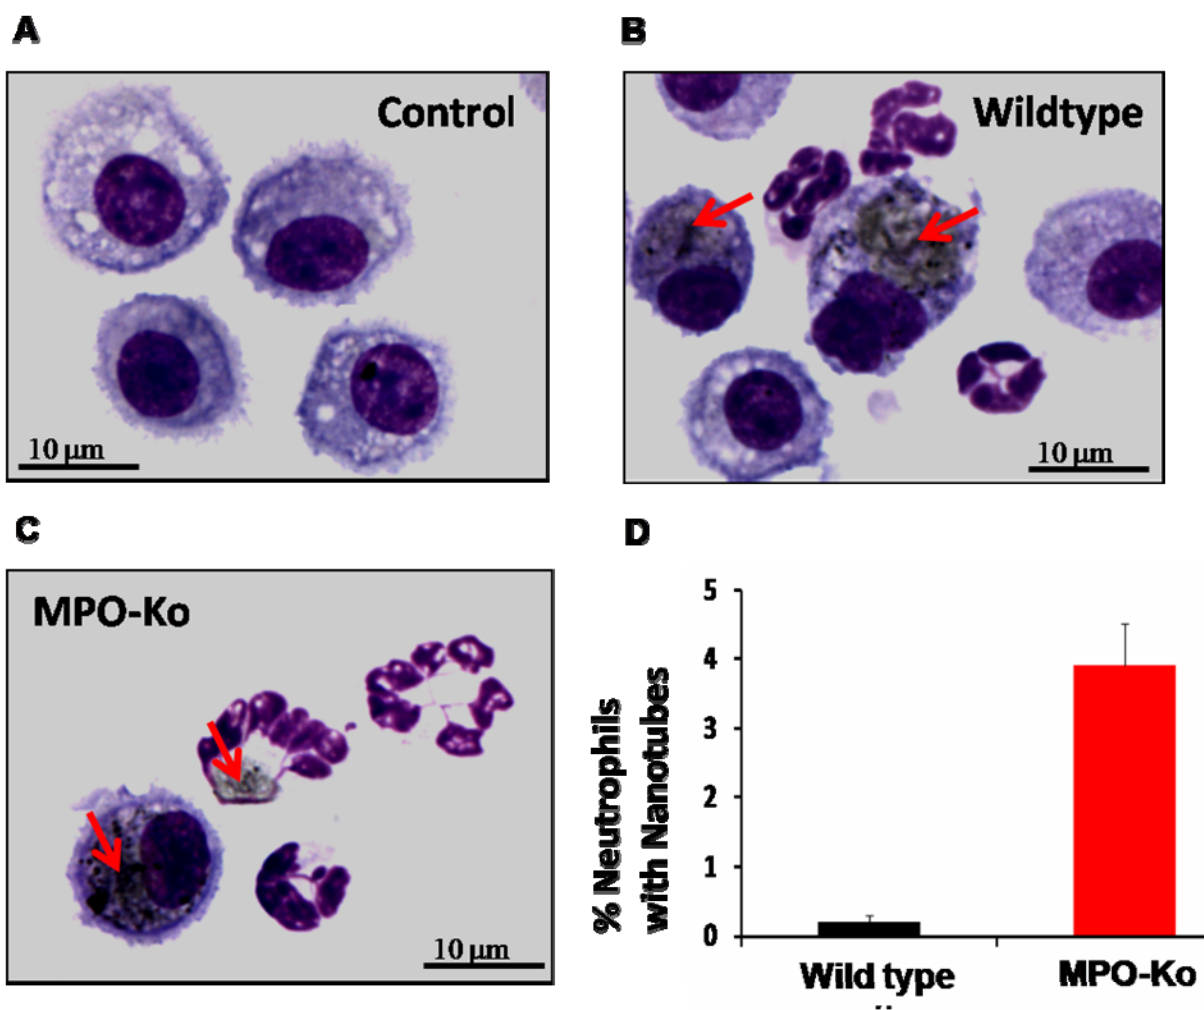 A
Control
10 µm
B
Wildtype
10 µm
C
MPO-Ko
10 µm
D
% Neutrophils
with Nanotubes
5
4
3
2
1
0
Wild type
MPO-Ko